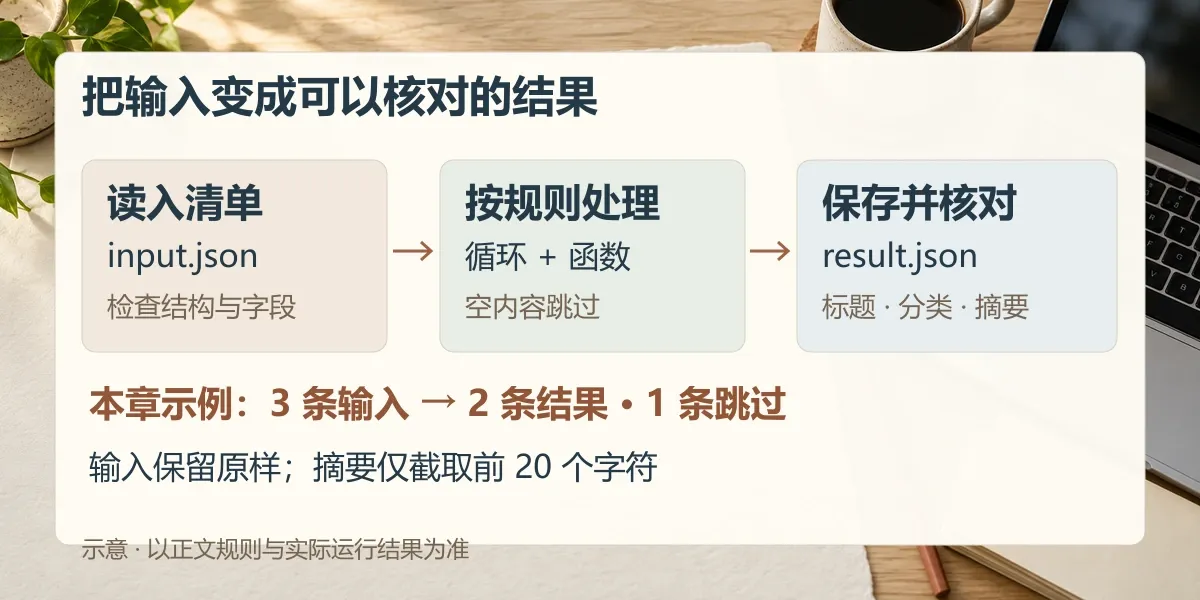 把输入变成可以核对的结果
读入清单
input.json
检查结构与字段
按规则处理
循环 + 函数
空内容跳过
保存并核对
result.json
标题 · 分类 · 摘要
本章示例：3 条输入 → 2 条结果 • 1 条跳过
输入保留原样；摘要仅截取前 20 个字符
示意 · 以正文规则与实际运行结果为准